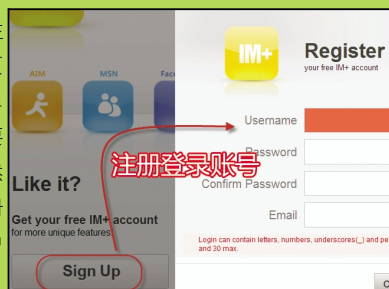 AIM
MSN
Like it?
Get your free IM+ account
for more unique features
Sign Up
IM+
Register
your free IM+ account
Username
Password
Confirm Password
Email
注册登录账号
Login can contain letters, numbers, underscores(_) and
and 30 max.